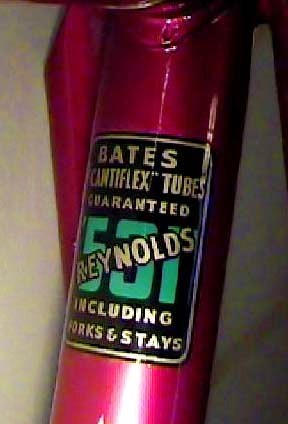 BATES
"CANTIFLEX" TUBES
GUARANTEED
531
REYNOLDS
INCLUDING
FORKS & STAYS